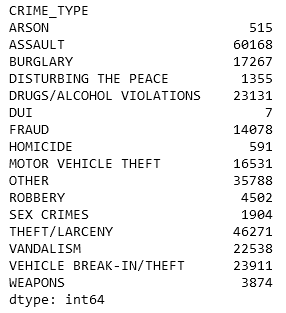 CRIME_TYPE
ARSON 515
ASSAULT 60168
BURGLARY 17267
DISTURBING THE PEACE 1355
DRUGS/ALCOHOL VIOLATIONS 23131
DUI 7
FRAUD 14078
HOMICIDE 591
MOTOR VEHICLE THEFT 16531
OTHER 35788
ROBBERY 4502
SEX CRIMES 1904
THEFT/LARCENY 46271
VANDALISM 22538
VEHICLE BREAK-IN/THEFT 23911
WEAPONS 3874
dtype: int64